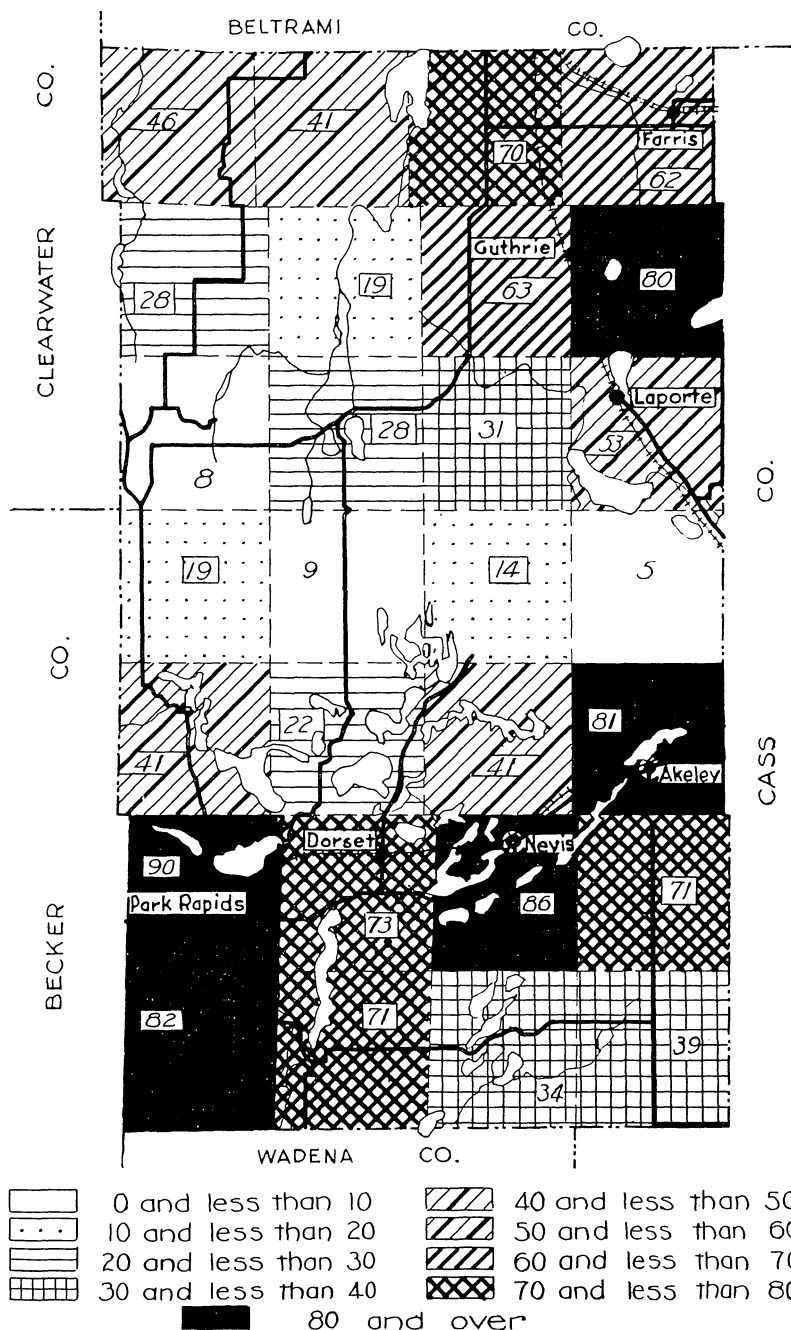 BELTRAMI CO.
CO.
46
41
70
Farris
62
CLEARWATER
28
19
Guthrie
63
80
28
31
Laporte
53
8
CO.
19
9
14
5
CO.
41
22
41
81
Akeley
CASS
90
Dorset
Nevis
Park Rapids
73
86
71
BECKER
82
71
34
39
WADENA CO.
0 and less than 10
10 and less than 20
20 and less than 30
30 and less than 40
40 and less than 50
50 and less than 60
60 and less than 70
70 and less than 80
80 and over